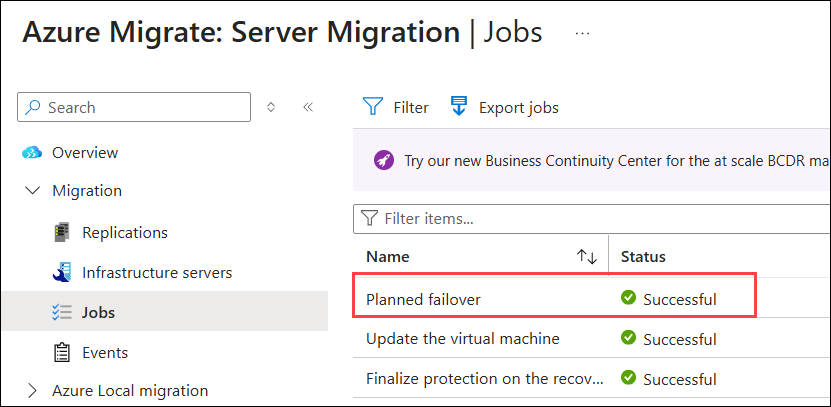 Azure Migrate: Server Migration | Jobs ...
Search
Filter
Export jobs
Overview
Try our new Business Continuity Center for the at scale BCDR ma
Migration
Filter items...
Replications
Name
Status
Infrastructure servers
Planned failover
Successful
Jobs
Update the virtual machine
Successful
Events
Finalize protection on the recov...
Successful
Azure Local migration